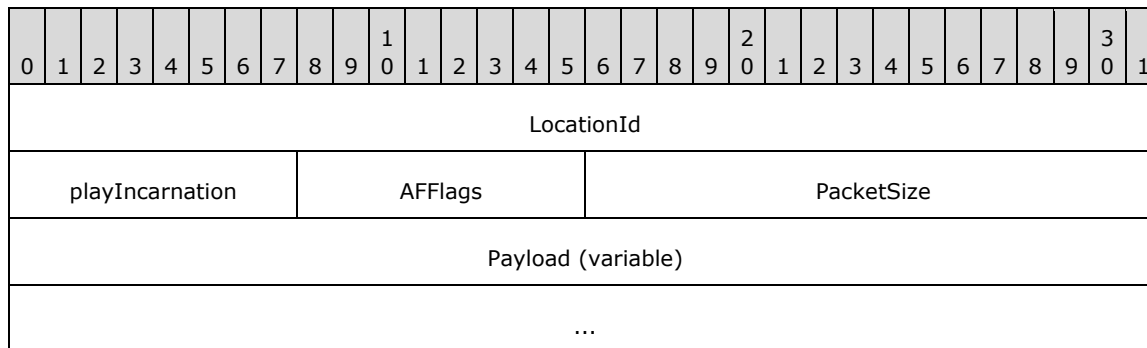 1 2 3
0 1 2 3 4 5 6 7 8 9 0 1 2 3 4 5 6 7 8 9 0 1 2 3 4 5 6 7 8 9 0 1
LocationId
playIncarnation AFFlags PacketSize
Payload (variable)
...